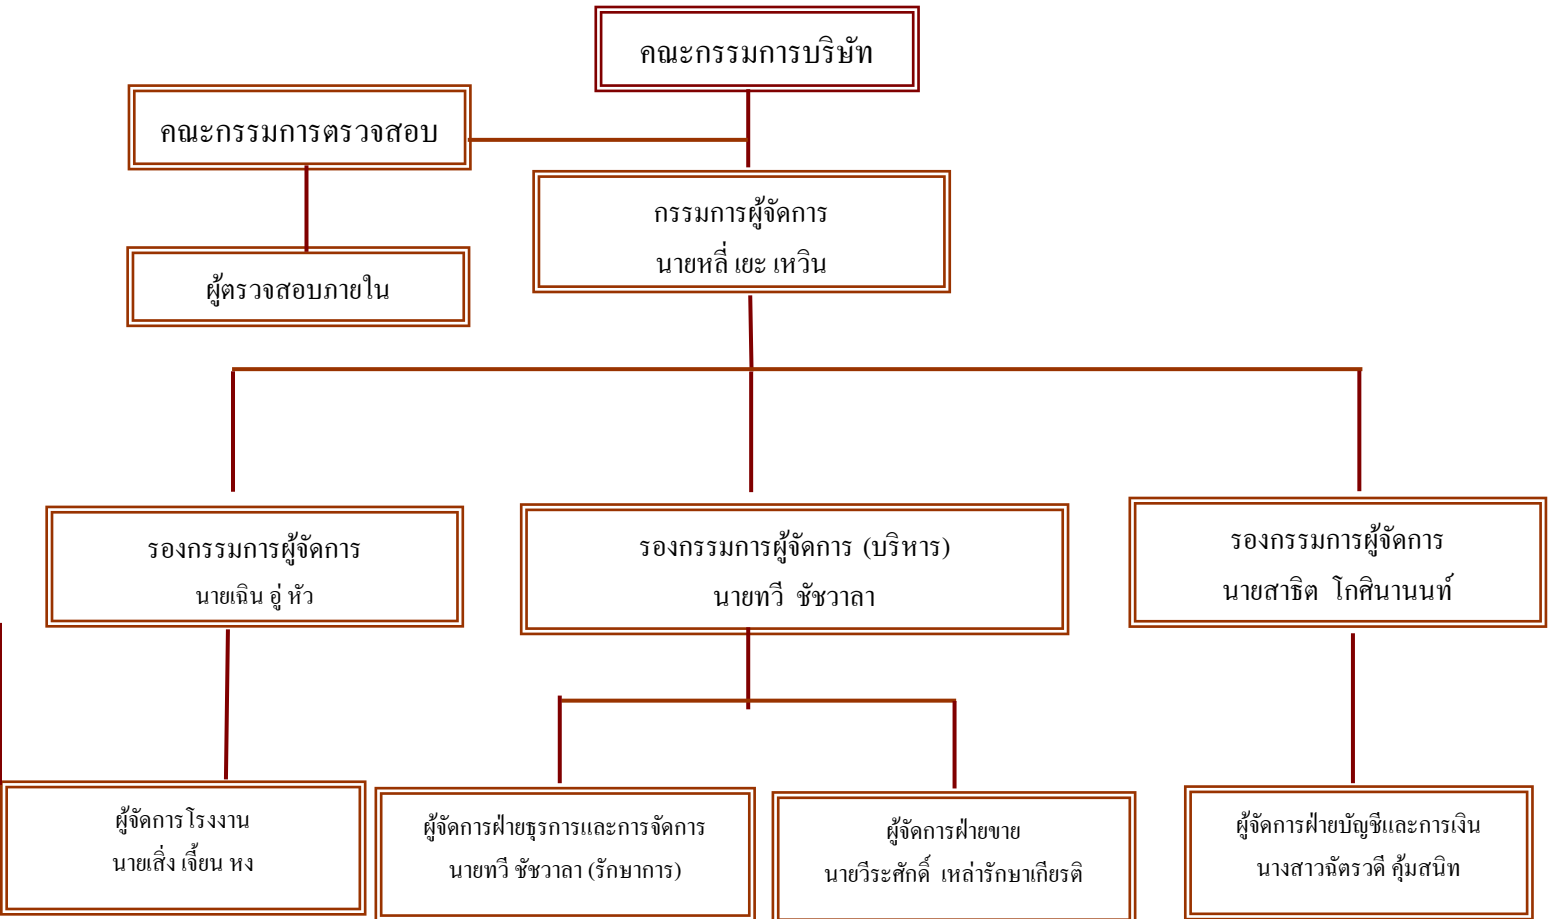 คณะกรรมการบริษัท
คณะกรรมการตรวจสอบ
กรรมการผู้จัดการ
นายหลี่ เยะ เหวิน
ผู้ตรวจสอบภายใน
รองกรรมการผู้จัดการ
นายเฉิน อู่ หัว
รองกรรมการผู้จัดการ (บริหาร)
นายทวี ชัชวาลา
รองกรรมการผู้จัดการ
นายสาธิต โกศินานนท์
ผู้จัดการโรงงาน
นายเสิ่ง เจี้ยน หง
ผู้จัดการฝ่ายธุรการและการจัดการ
นายทวี ชัชวาลา (รักษาการ)
ผู้จัดการฝ่ายขาย
นายวีระศักดิ์ เหล่ารักษาเกียรติ
ผู้จัดการฝ่ายบัญชีและการเงิน
นางสาวฉัตรวดี คุ้มสนิท